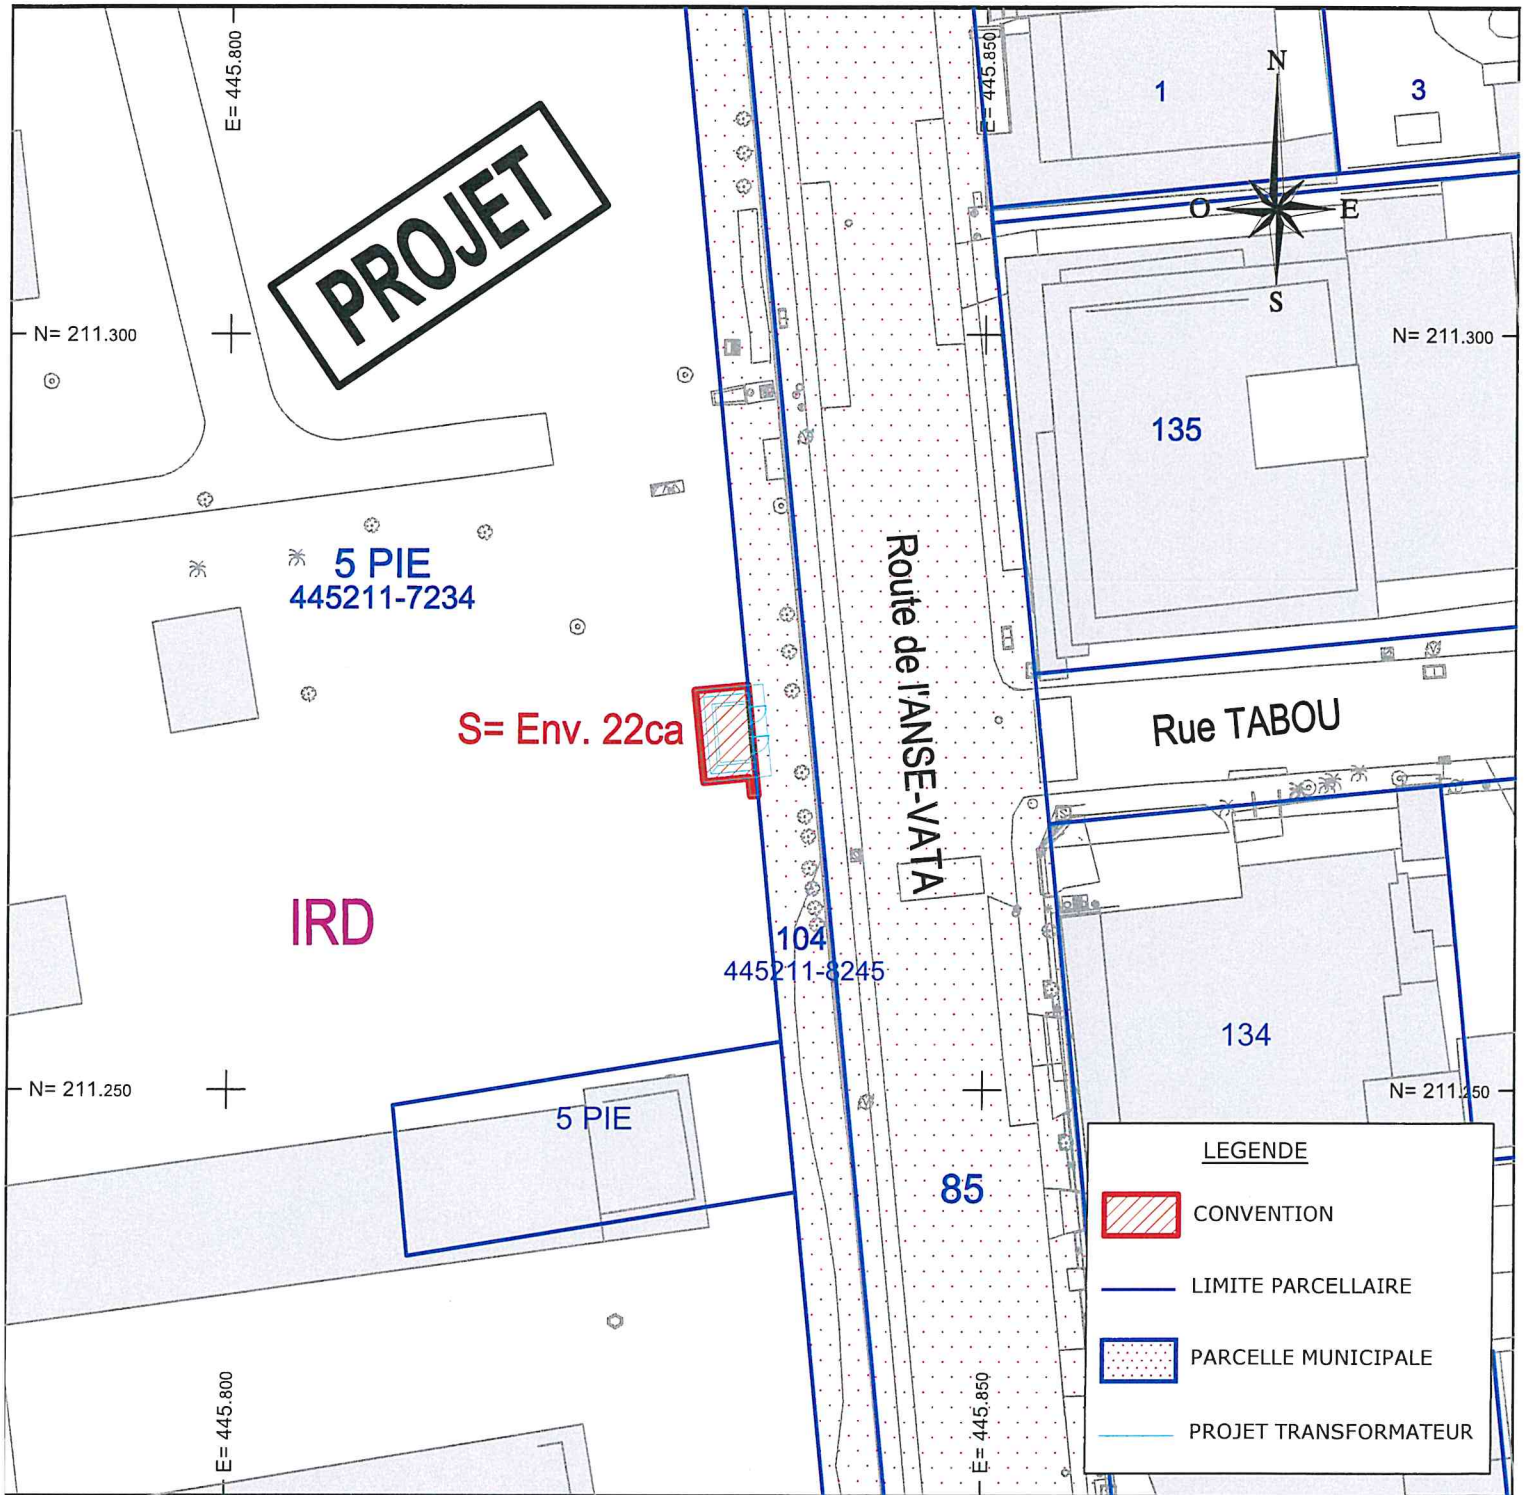 E= 445.800
E= 445.850
1
3
N
O
E
S
PROJET
N= 211.300
N= 211.300
135
5 PIE
445211-7234
Route de l'ANSE-VATA
S= Env. 22ca
Rue TABOU
IRD
104
445211-8245
134
N= 211.250
N= 211.250
5 PIE
85
LEGENDE
CONVENTION
LIMITE PARCELLAIRE
PARCELLE MUNICIPALE
PROJET TRANSFORMATEUR
E= 445.800
E= 445.850